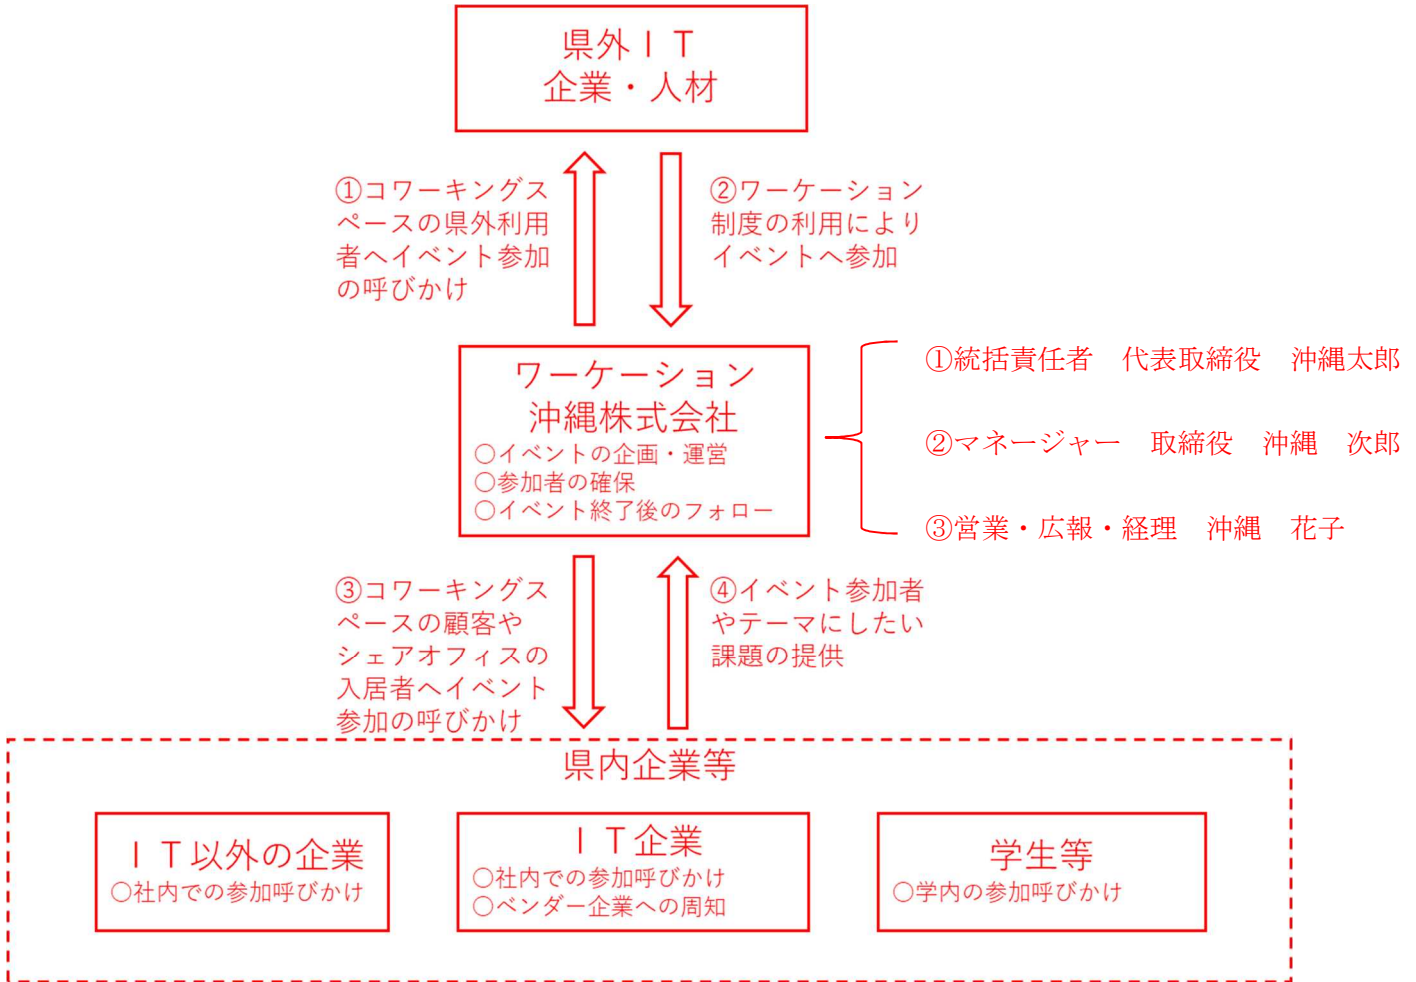 県外ＩＴ
企業・人材
①コワーキングス
ペースの県外利用
者へイベント参加
の呼びかけ
②ワーケーション
制度の利用により
イベントへ参加
ワーケーション
沖縄株式会社
○イベントの企画・運営
○参加者の確保
○イベント終了後のフォロー
①統括責任者　代表取締役　沖縄太郎
②マネージャー　取締役　沖縄　次郎
③営業・広報・経理　沖縄　花子
③コワーキングス
ペースの顧客や
シェアオフィスの
入居者へイベント
参加の呼びかけ
④イベント参加者
やテーマにしたい
課題の提供
県内企業等
ＩＴ以外の企業
○社内での参加呼びかけ
ＩＴ企業
○社内での参加呼びかけ
○ベンダー企業への周知
学生等
○学内の参加呼びかけ